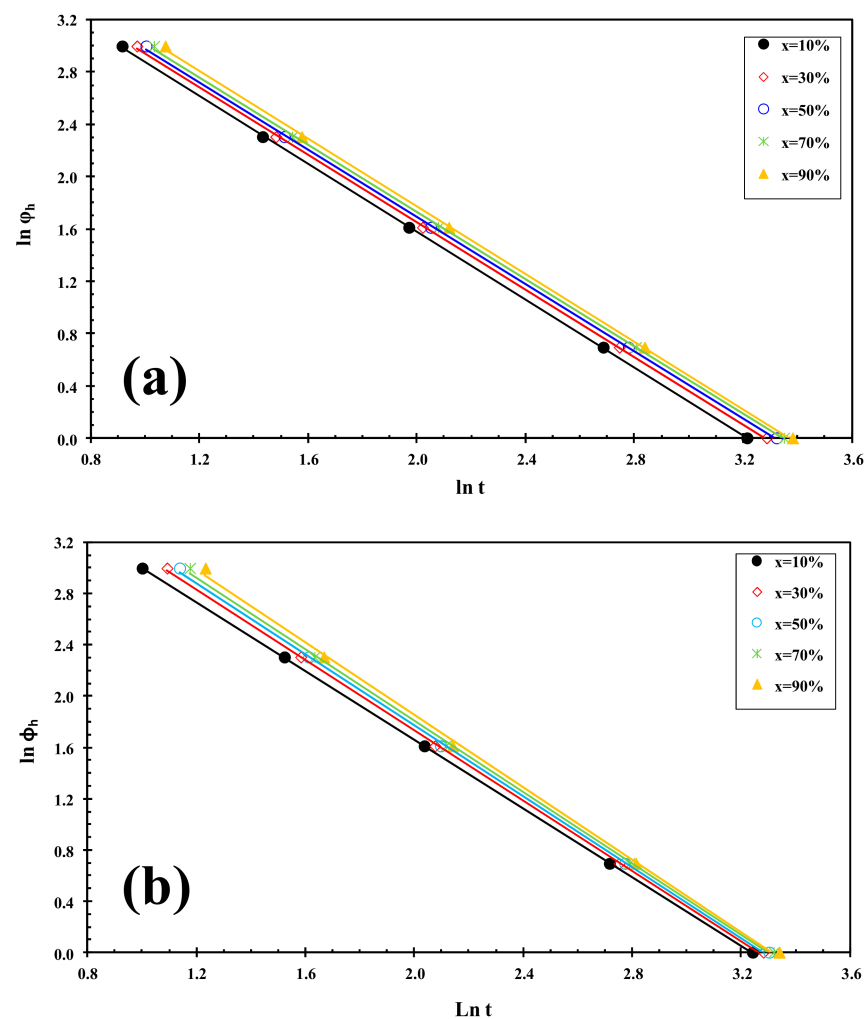 3.2
2.8
2.4
2.0
1.6
1.2
0.8
0.4
0.0
ln φh
x=10%
x=30%
x=50%
x=70%
x=90%
(a)
0.8 1.2 1.6 2.0 2.4 2.8 3.2 3.6
ln t
3.2
2.8
2.4
2.0
1.6
1.2
0.8
0.4
0.0
ln ϕh
x=10%
x=30%
x=50%
x=70%
x=90%
(b)
0.8 1.2 1.6 2.0 2.4 2.8 3.2 3.6
Ln t